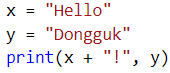 x = "Hello"
y = "Dongguk"
print(x + "!", y)